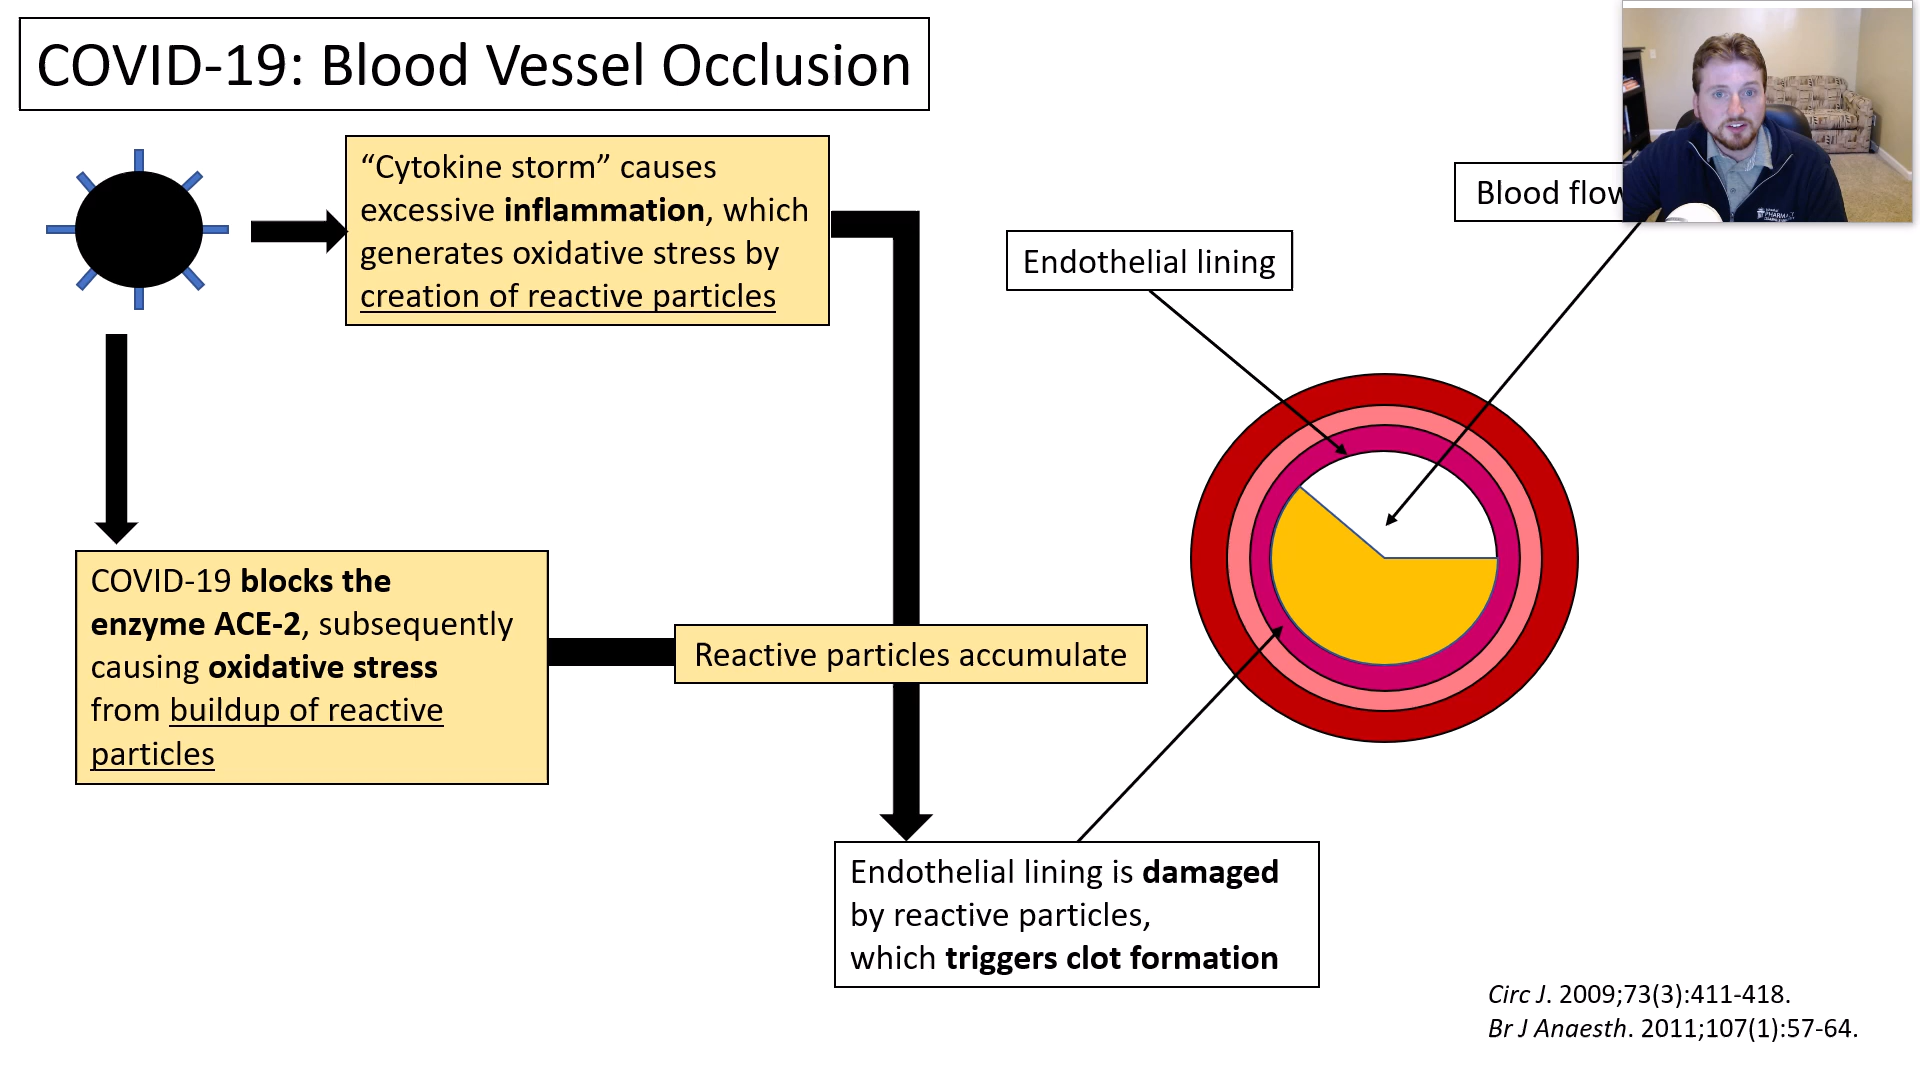 COVID-19: Blood Vessel Occlusion
“Cytokine storm” causes
excessive inflammation, which
generates oxidative stress by
creation of reactive particles
Blood flow
Endothelial lining
COVID-19 blocks the
enzyme ACE-2, subsequently
causing oxidative stress
from buildup of reactive
particles
Reactive particles accumulate
Endothelial lining is damaged
by reactive particles,
which triggers clot formation
Circ J. 2009;73(3):411-418.
Br J Anaesth. 2011;107(1):57-64.
PHARMACY